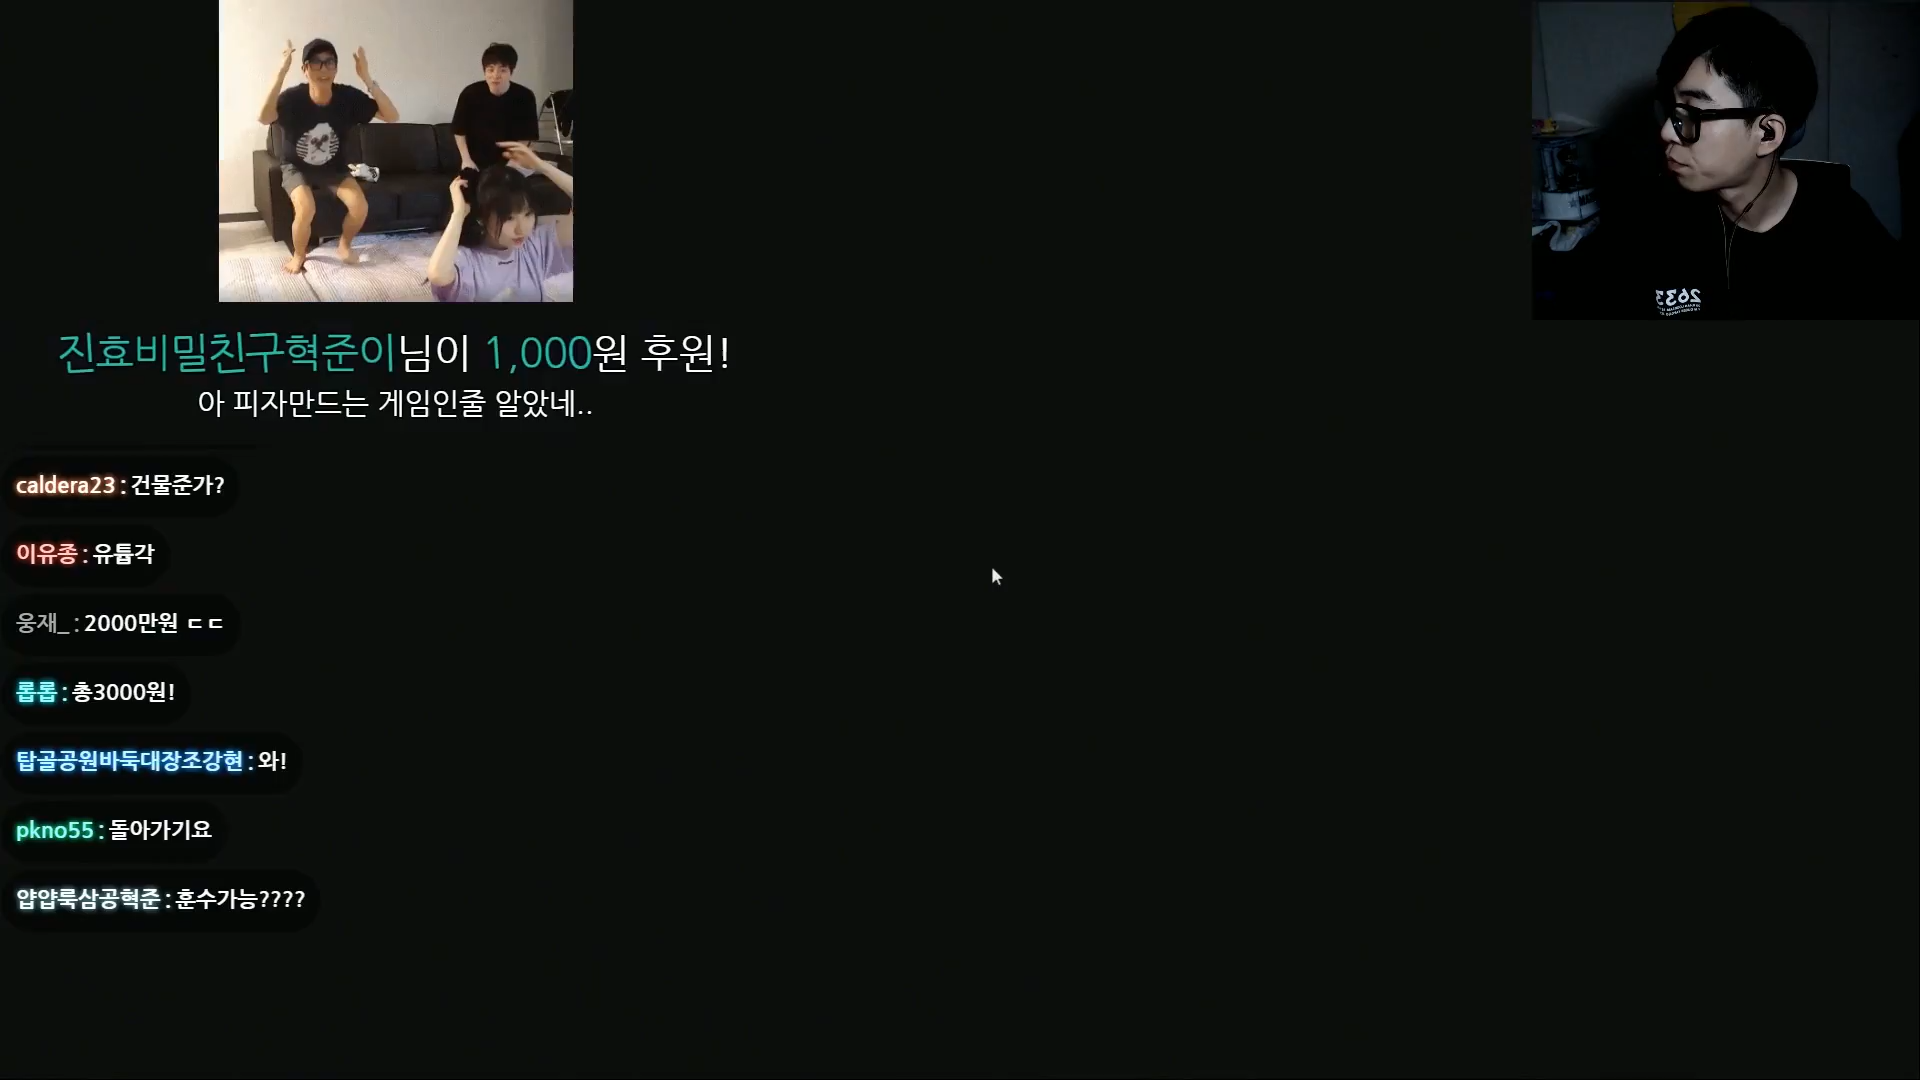 진효비밀친구혁준이님이 1,000원 후원!
아 피자만드는 게임인줄 알았네..
caldera23 : 건물준가?
이유종 : 유튭각
웅재_ : 2000만원 ㄷㄷ
롭롭 : 총3000원!
탑골공원바둑대장조강현 : 와!
pkno55 : 돌아가기요
얍얍룩삼공혁준 : 훈수가능????
2633